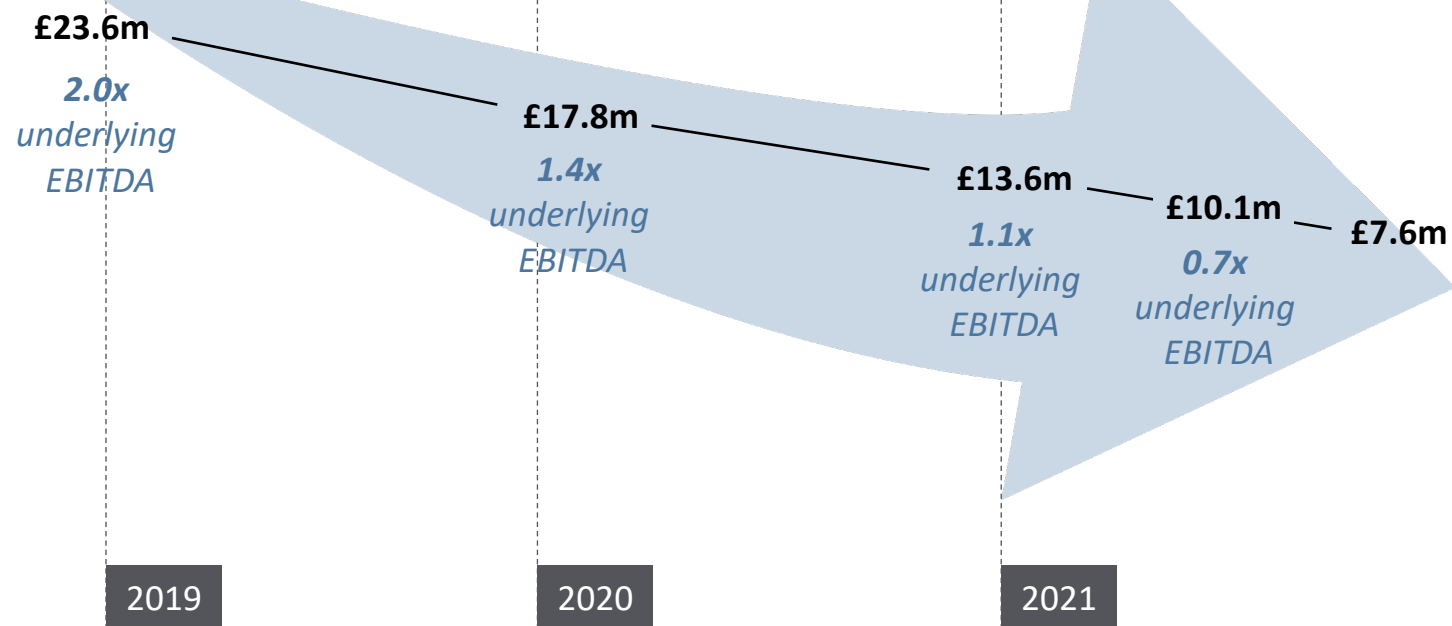 £23.6m
2.0x
underlying
EBITDA
£17.8m
1.4x
underlying
EBITDA
£13.6m
1.1x
underlying
EBITDA
£10.1m
0.7x
underlying
EBITDA
£7.6m
2019
2020
2021